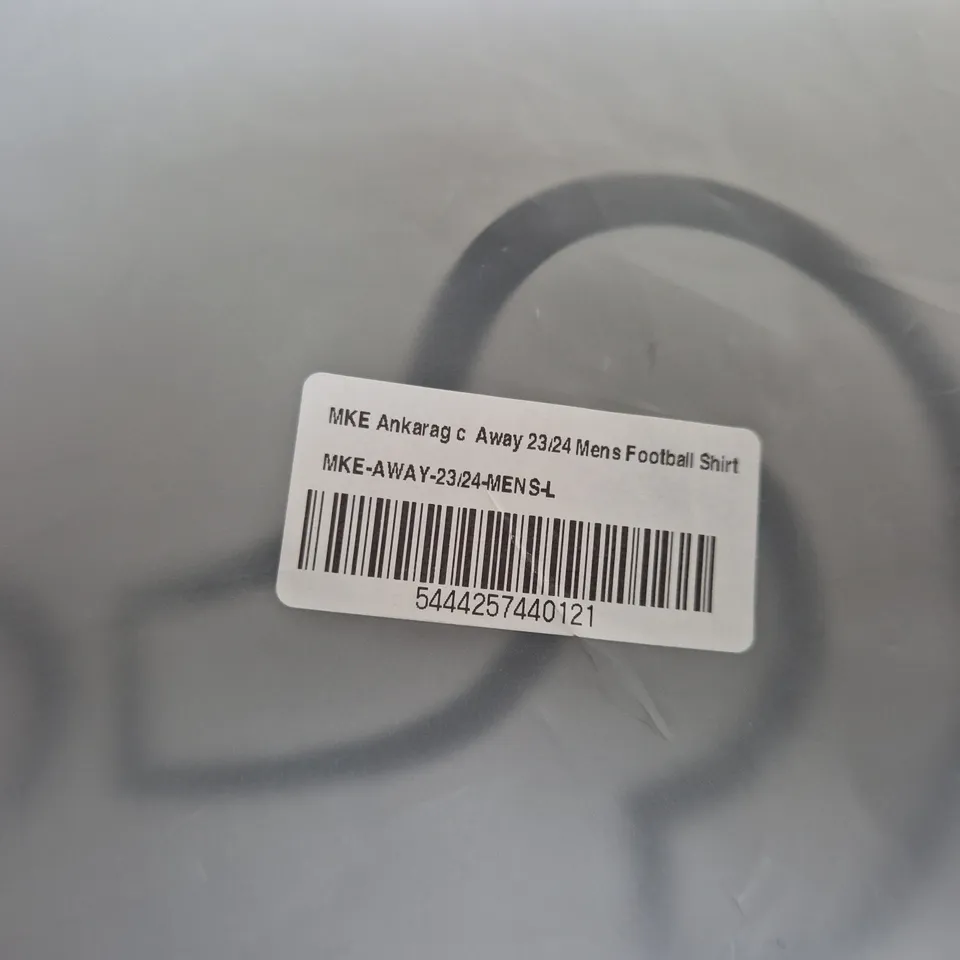 MKE Ankarag c Away 23/24 Mens Football Shirt
MKE-AWAY-23/24-MENS-L
5444257440121